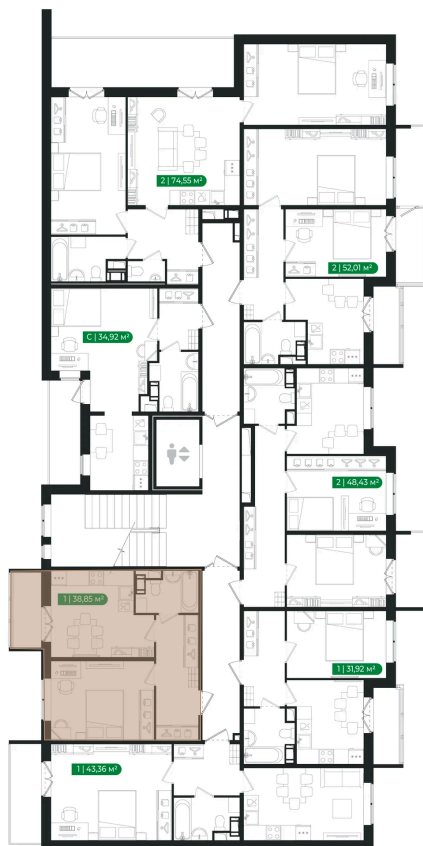 2 | 74,55 м²
2 | 52,01 м²
С | 34,92 м²
2 | 48,43 м²
1 | 38,85 м²
1 | 31,92 м²
1 | 43,36 м²